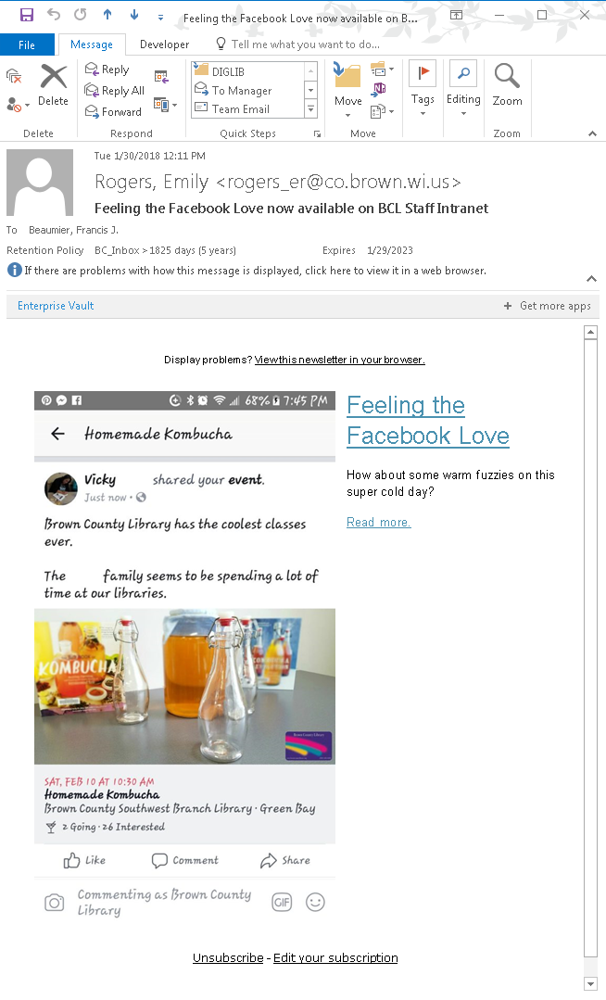 Feeling the Facebook Love now available on B...
File Message Developer Tell me what you want to do...
Delete
Reply
Reply All
Forward
DIGLIB
To Manager
Team Email
Move
Tags
Editing
Zoom
Delete Respond Quick Steps Move Zoom
Tue 1/30/2018 12:11 PM
Rogers, Emily <rogers_er@co.brown.wi.us>
Feeling the Facebook Love now available on BCL Staff Intranet
To Beaumier, Francis J.
Retention Policy BC_Inbox > 1825 days (5 years) Expires 1/29/2023
If there are problems with how this message is displayed, click here to view it in a web browser.
Enterprise Vault + Get more apps
Display problems? View this newsletter in your browser.
68% 7:45 PM
Homemade Kombucha
Vicky shared your event.
Just now
Brown County Library has the coolest classes
ever.
The family seems to be spending a lot of
time at our libraries.
KOMBUCHA
Brown County Library
SAT, FEB 10 AT 10:30 AM
Homemade Kombucha
Brown County Southwest Branch Library · Green Bay
2 Going · 26 Interested
Like Comment Share
Commenting as Brown County
Library
GIF
Feeling the
Facebook Love
How about some warm fuzzies on this
super cold day?
Read more.
Unsubscribe - Edit your subscription